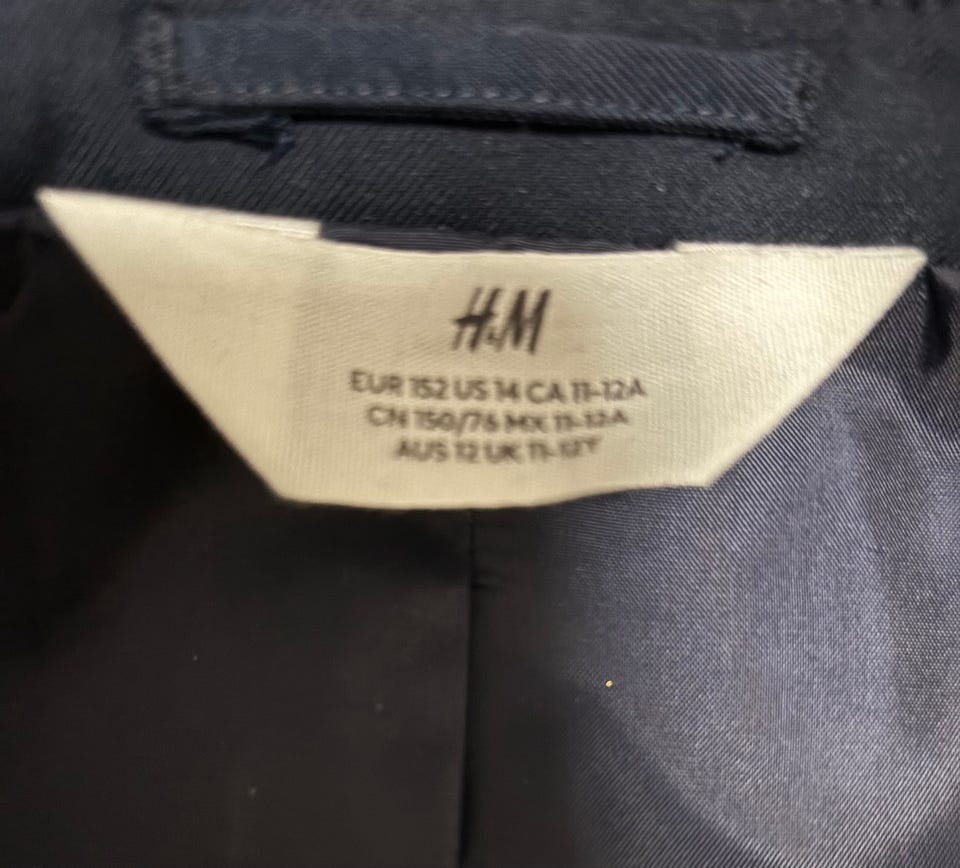 H&M
EUR 152 US 14 CA 11-12A
CN 150/76 MX 11-12A
AUS 12 UK 11-12Y